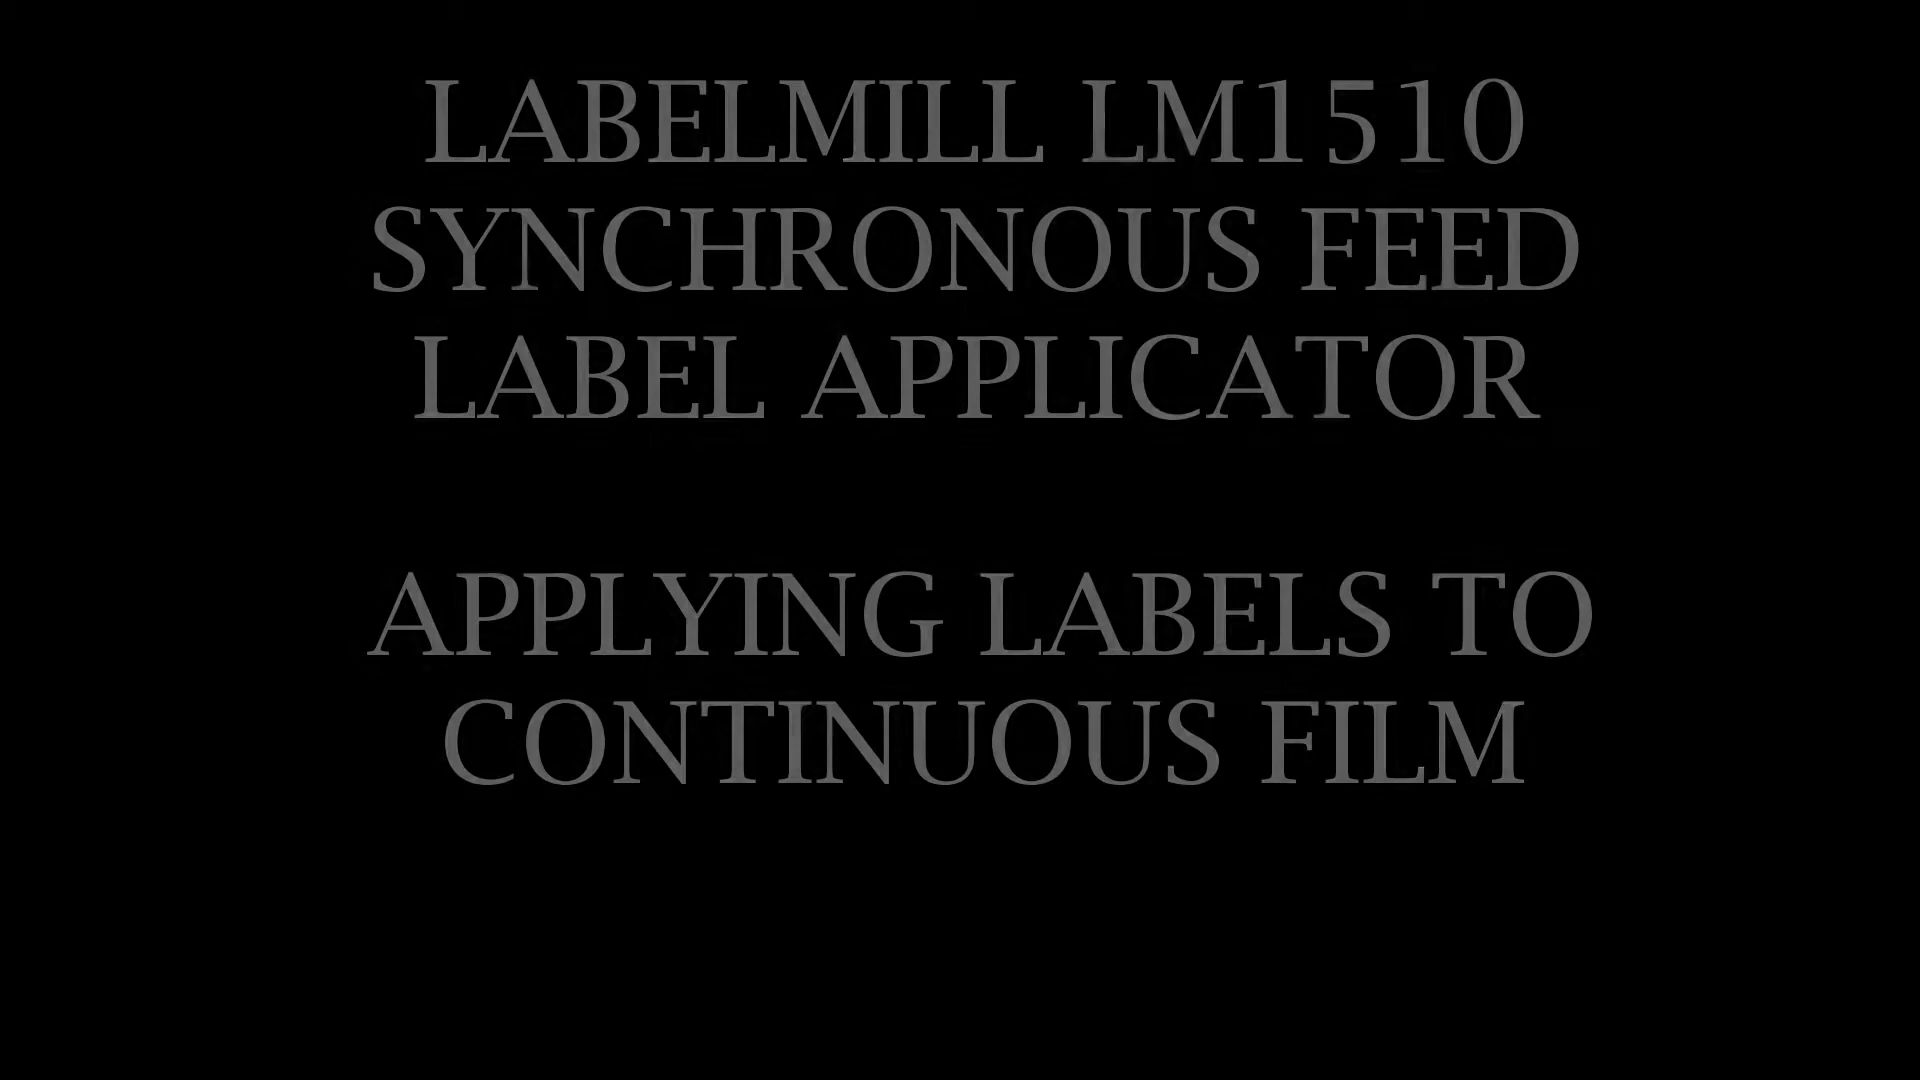 LABELMILL LM1510
SYNCHRONOUS FEED
LABEL APPLICATOR
APPLYING LABELS TO
CONTINUOUS FILM